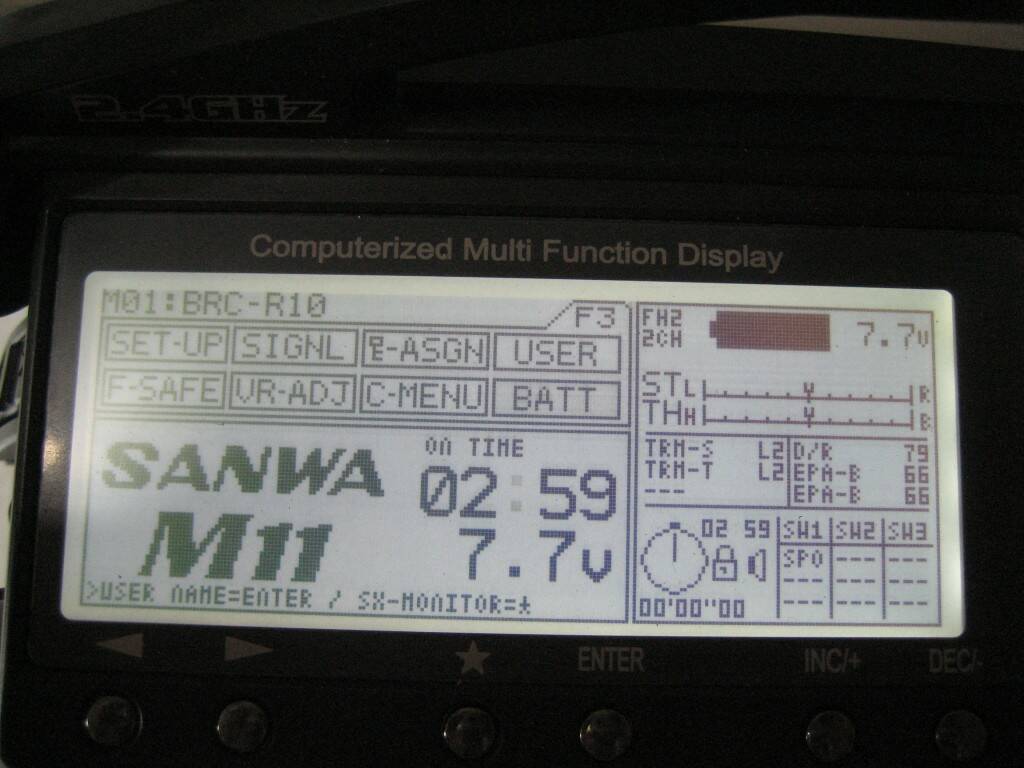 2.4GHz
Computerized Multi Function Display
M01:BRC-R10
F3
SET-UP SIGNL -ASGN USER
F-SAFE VR-ADJ C-MENU BATT
SANWA
M11
ON TIME
02:59
7.7v
>USER NAME=ENTER / SX-MONITOR=*
FH2
2CH
7.7v
STL R
THH B
TRM-S L2
TRM-T L2
---
D/R 79
EPA-B 66
EPA-B 66
02 59
00'00"00
SW1 SW2 SW3
SPO --- ---
--- --- ---
--- --- ---
ENTER INC/+ DEC/-